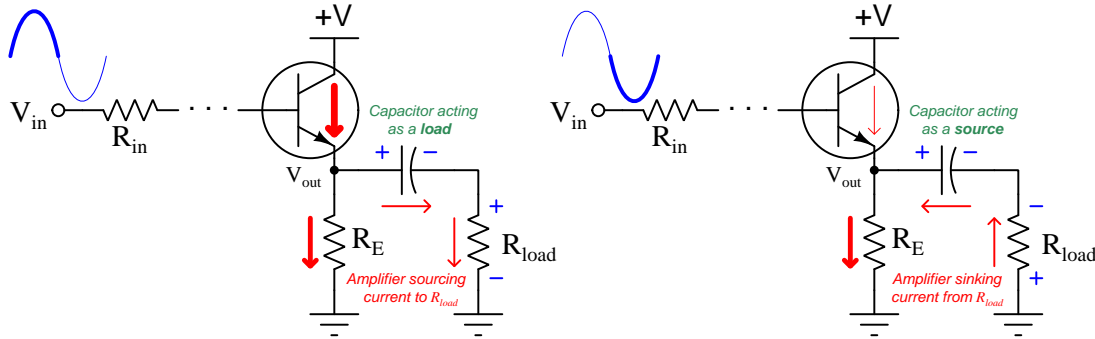 +V
Capacitor acting
as a load
V_in
R_in
. . .
+ −
V_out
R_E
+
R_load
−
Amplifier sourcing
current to R_load
+V
Capacitor acting
as a source
V_in
R_in
. . .
+ −
V_out
R_E
−
R_load
+
Amplifier sinking
current from R_load